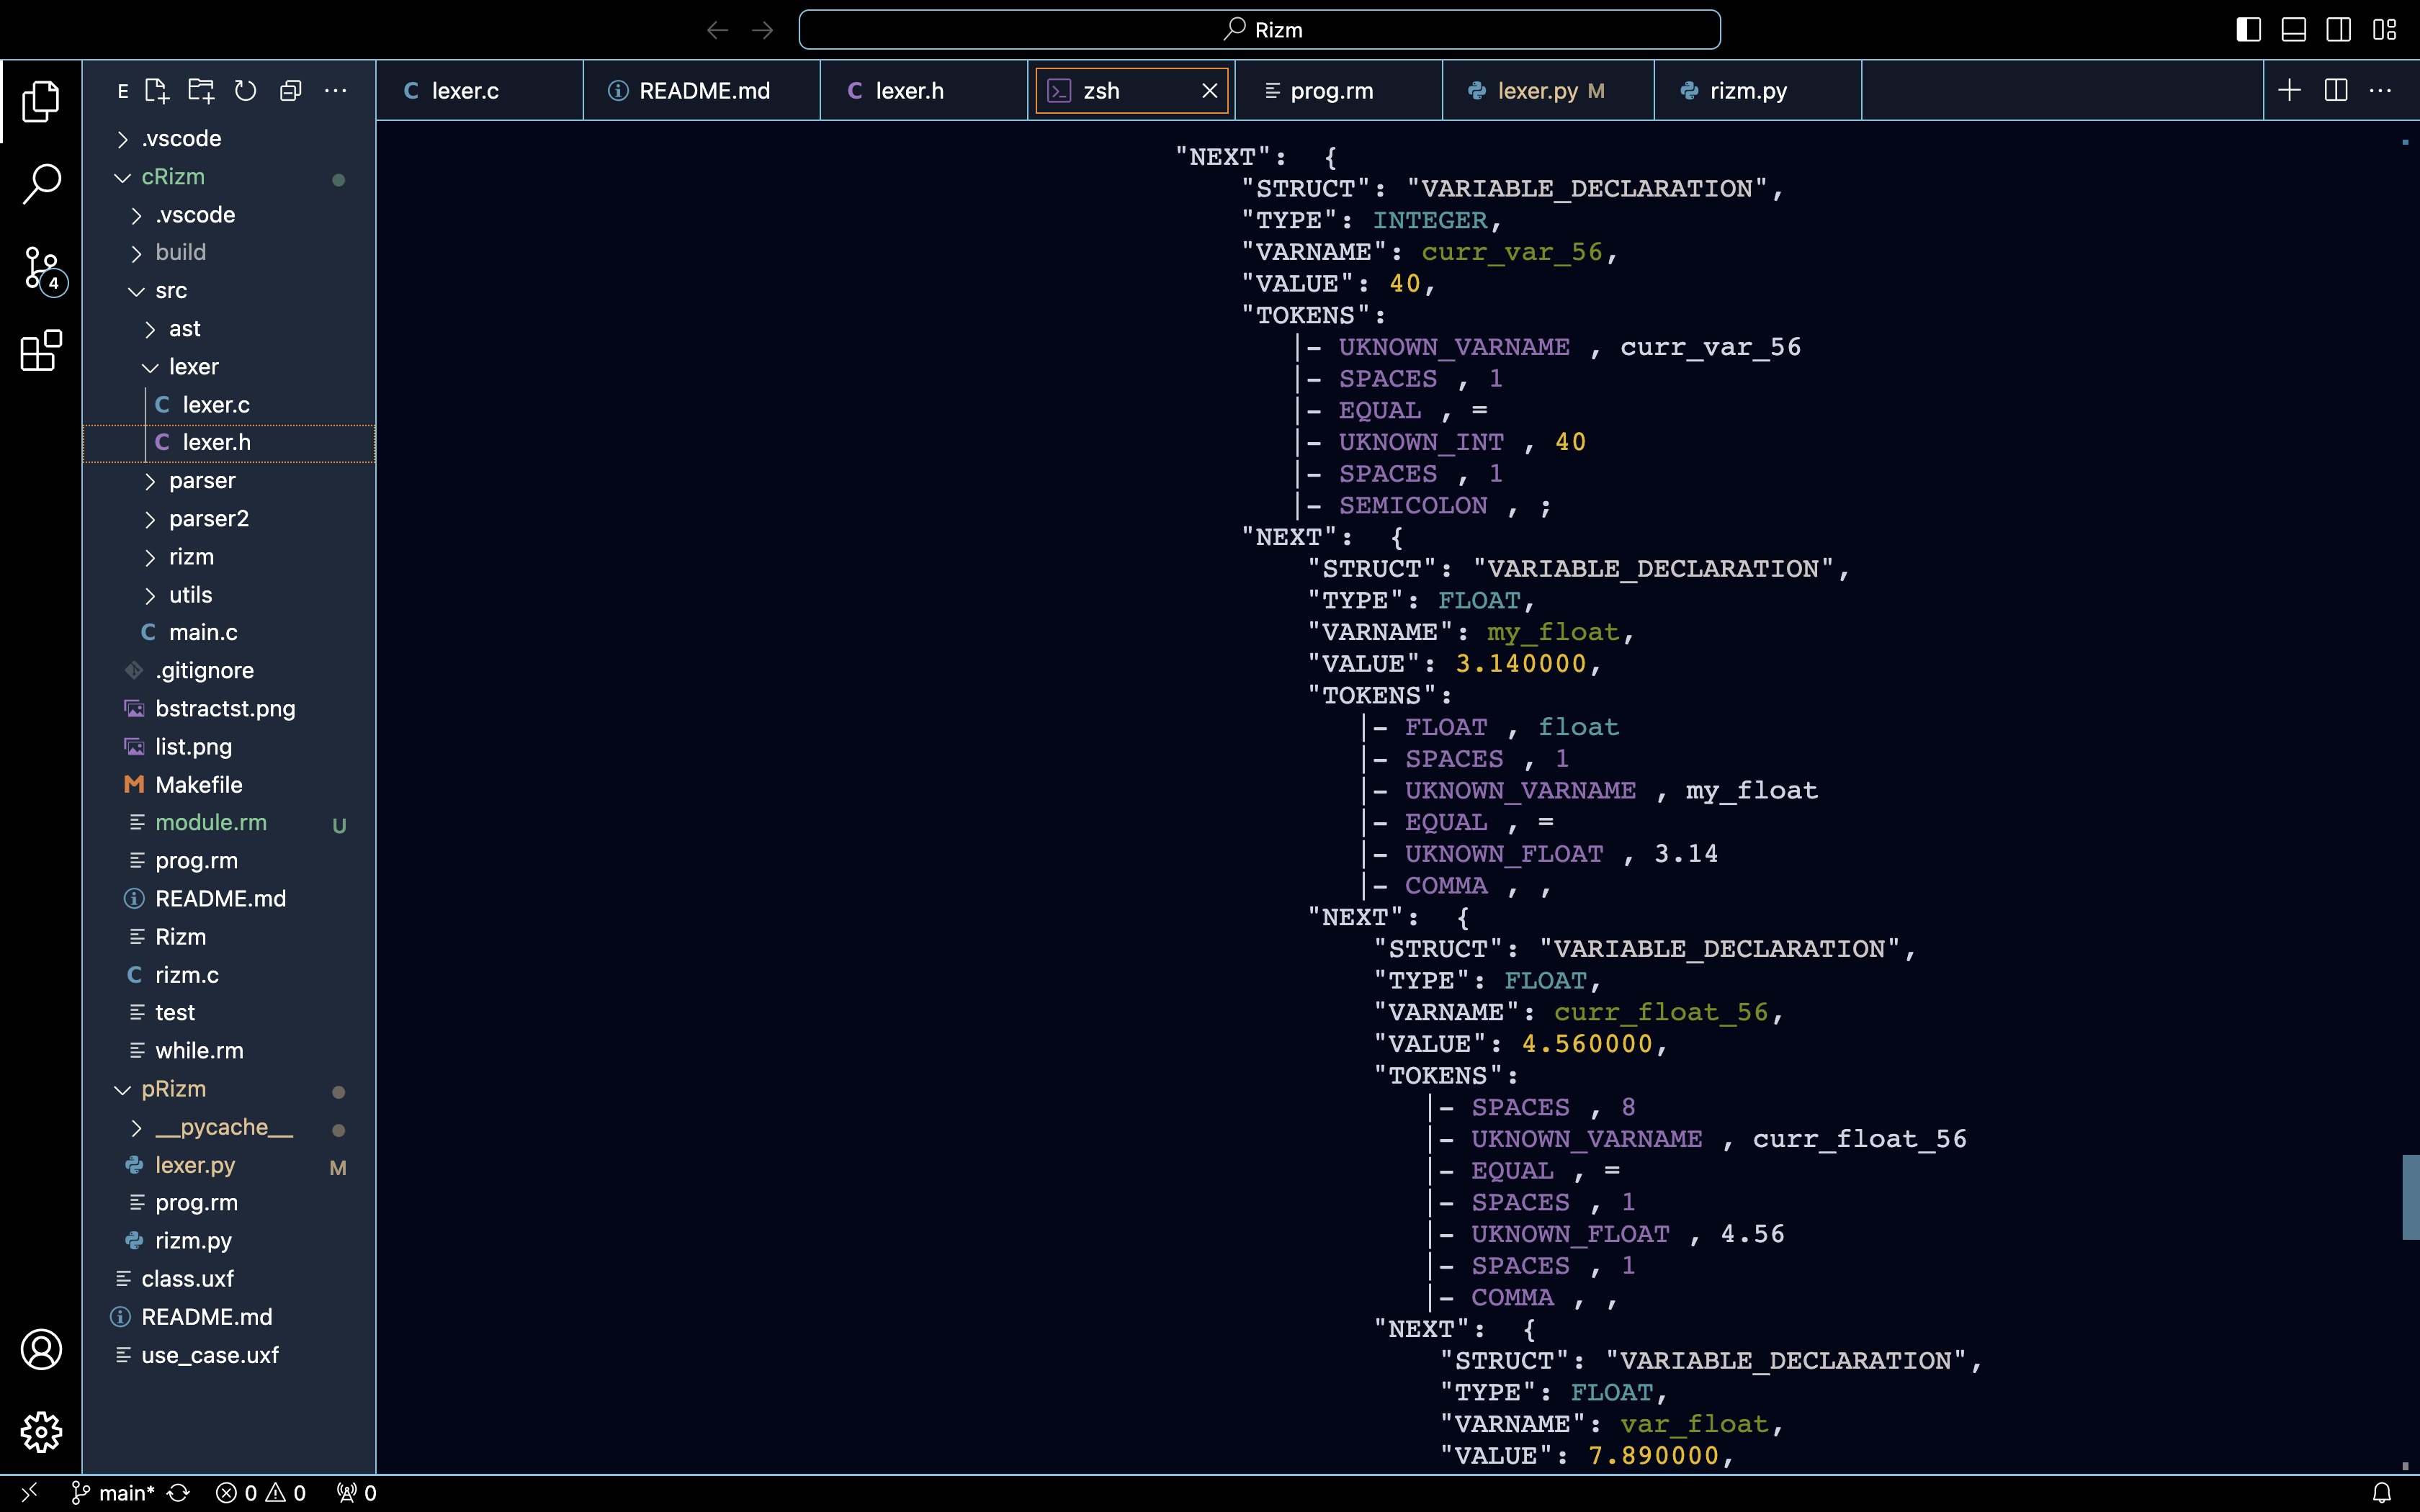 Rizm
E
lexer.c
README.md
lexer.h
zsh
prog.rm
lexer.py M
rizm.py
.vscode
cRizm
.vscode
build
src
ast
lexer
C lexer.c
C lexer.h
parser
parser2
rizm
utils
C main.c
.gitignore
bstractst.png
list.png
Makefile
module.rm U
prog.rm
README.md
Rizm
C rizm.c
test
while.rm
pRizm
__pycache__
lexer.py M
prog.rm
rizm.py
class.uxf
README.md
use_case.uxf
4
"NEXT":  {
"STRUCT": "VARIABLE_DECLARATION",
"TYPE": INTEGER,
"VARNAME": curr_var_56,
"VALUE": 40,
"TOKENS":
|- UKNOWN_VARNAME , curr_var_56
|- SPACES , 1
|- EQUAL , =
|- UKNOWN_INT , 40
|- SPACES , 1
|- SEMICOLON , ;
"NEXT":  {
"STRUCT": "VARIABLE_DECLARATION",
"TYPE": FLOAT,
"VARNAME": my_float,
"VALUE": 3.140000,
"TOKENS":
|- FLOAT , float
|- SPACES , 1
|- UKNOWN_VARNAME , my_float
|- EQUAL , =
|- UKNOWN_FLOAT , 3.14
|- COMMA , ,
"NEXT":  {
"STRUCT": "VARIABLE_DECLARATION",
"TYPE": FLOAT,
"VARNAME": curr_float_56,
"VALUE": 4.560000,
"TOKENS":
|- SPACES , 8
|- UKNOWN_VARNAME , curr_float_56
|- EQUAL , =
|- SPACES , 1
|- UKNOWN_FLOAT , 4.56
|- SPACES , 1
|- COMMA , ,
"NEXT":  {
"STRUCT": "VARIABLE_DECLARATION",
"TYPE": FLOAT,
"VARNAME": var_float,
"VALUE": 7.890000,
main* 0 0 0